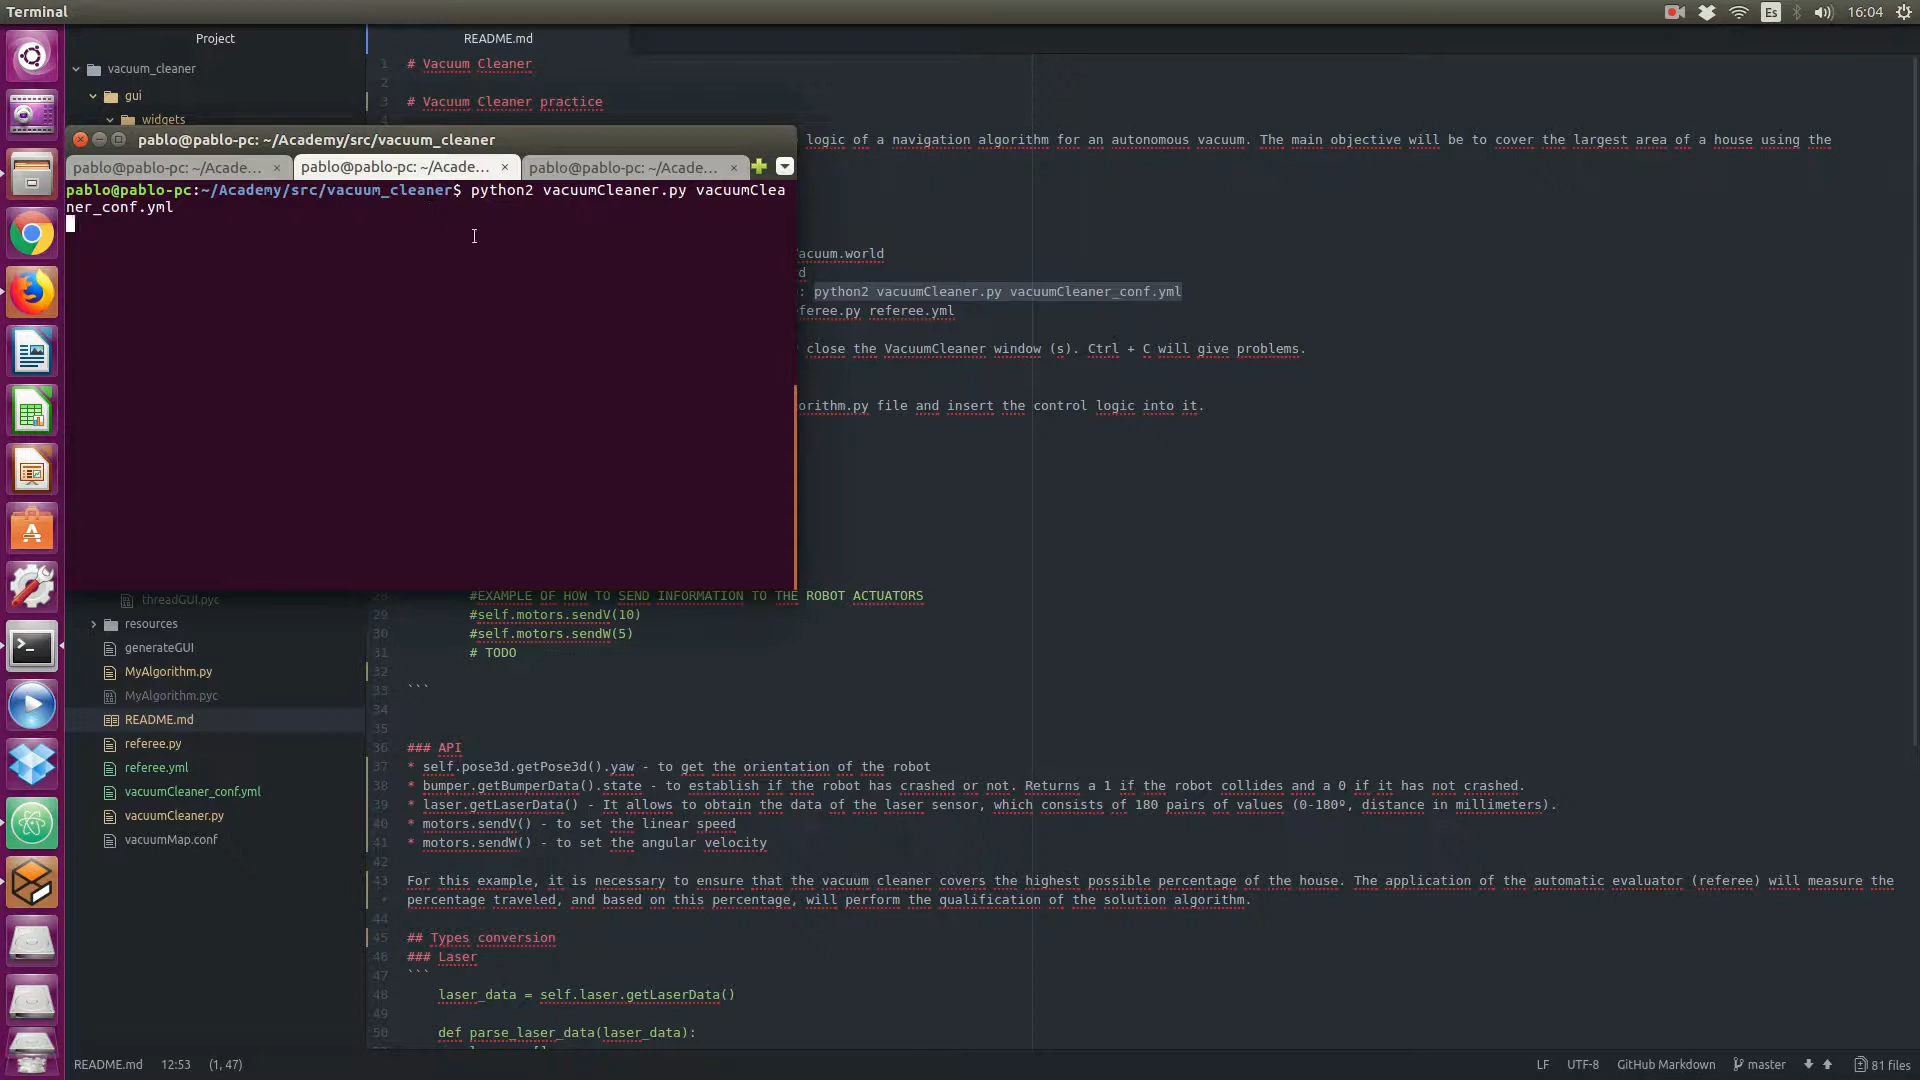 Terminal
Es
16:04
Project
README.md
vacuum_cleaner
gui
widgets
1 # Vacuum Cleaner
2
3 # Vacuum Cleaner practice
4
pablo@pablo-pc: ~/Academy/src/vacuum_cleaner
pablo@pablo-pc: ~/Acade... ×
pablo@pablo-pc: ~/Acade... ×
pablo@pablo-pc: ~/Acade... ×
pablo@pablo-pc:~/Academy/src/vacuum_cleaner$ python2 vacuumCleaner.py vacuumClea
ner_conf.yml
logic of a navigation algorithm for an autonomous vacuum. The main objective will be to cover the largest area of a house using the
acuum.world
d
: python2 vacuumCleaner.py vacuumCleaner_conf.yml
feree.py referee.yml
close the VacuumCleaner window (s). Ctrl + C will give problems.
orithm.py file and insert the control logic into it.
threadGUI.pyc
resources
generateGUI
MyAlgorithm.py
MyAlgorithm.pyc
README.md
referee.py
referee.yml
vacuumCleaner_conf.yml
vacuumCleaner.py
vacuumMap.conf
28 #EXAMPLE OF HOW TO SEND INFORMATION TO THE ROBOT ACTUATORS
29 #self.motors.sendV(10)
30 #self.motors.sendW(5)
31 # TODO
32
33 ```
34
35
36 ### API
37 * self.pose3d.getPose3d().yaw - to get the orientation of the robot
38 * bumper.getBumperData().state - to establish if the robot has crashed or not. Returns a 1 if the robot collides and a 0 if it has not crashed.
39 * laser.getLaserData() - It allows to obtain the data of the laser sensor, which consists of 180 pairs of values (0-180º, distance in millimeters).
40 * motors.sendV() - to set the linear speed
41 * motors.sendW() - to set the angular velocity
42
43 For this example, it is necessary to ensure that the vacuum cleaner covers the highest possible percentage of the house. The application of the automatic evaluator (referee) will measure the
• percentage traveled, and based on this percentage, will perform the qualification of the solution algorithm.
44
45 ## Types conversion
46 ### Laser
47 ```
48 laser_data = self.laser.getLaserData()
49
50 def parse_laser_data(laser_data):
README.md 12:53 (1, 47)
LF UTF-8 GitHub Markdown master 81 files